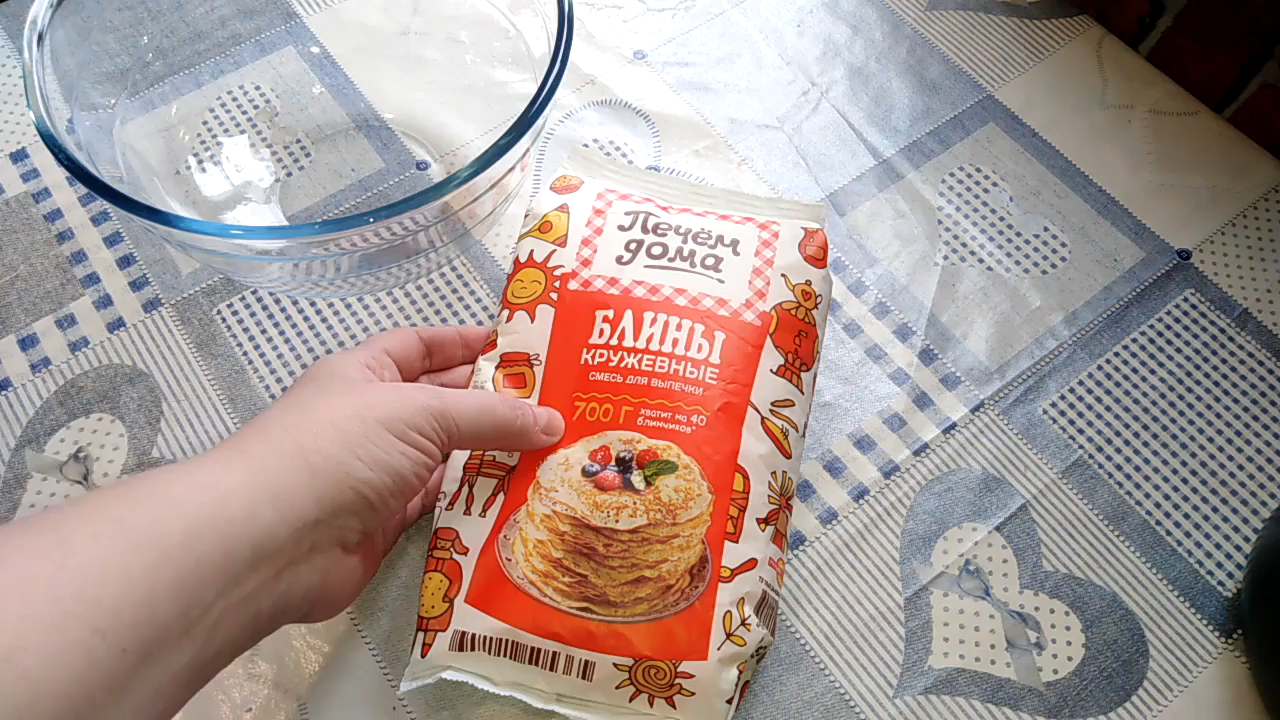 Печём
дома
БЛИНЫ
КРУЖЕВНЫЕ
СМЕСЬ ДЛЯ ВЫПЕЧКИ
700 Г хватит на 40
блинчиков*